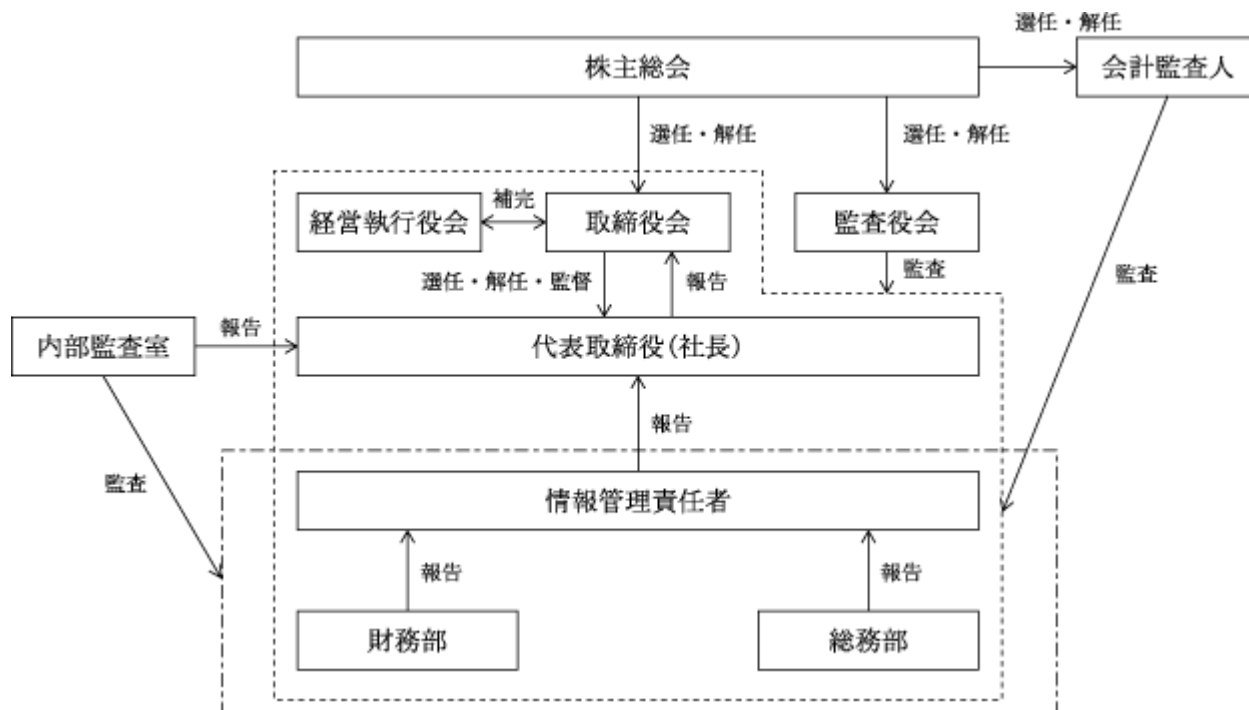 選任・解任
株主総会
会計監査人
選任・解任
選任・解任
経営執行役会
補完
取締役会
監査役会
選任・解任・監督
報告
監査
監査
内部監査室
報告
代表取締役(社長)
報告
監査
情報管理責任者
報告
報告
財務部
総務部